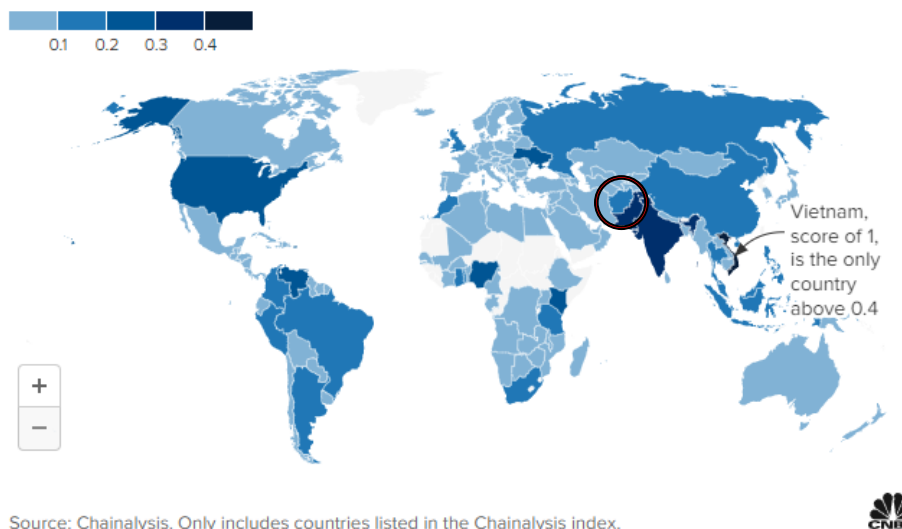 0.1 0.2 0.3 0.4
Vietnam,
score of 1,
is the only
country
above 0.4
+
−
Source: Chainalysis. Only includes countries listed in the Chainalysis index.
CNB